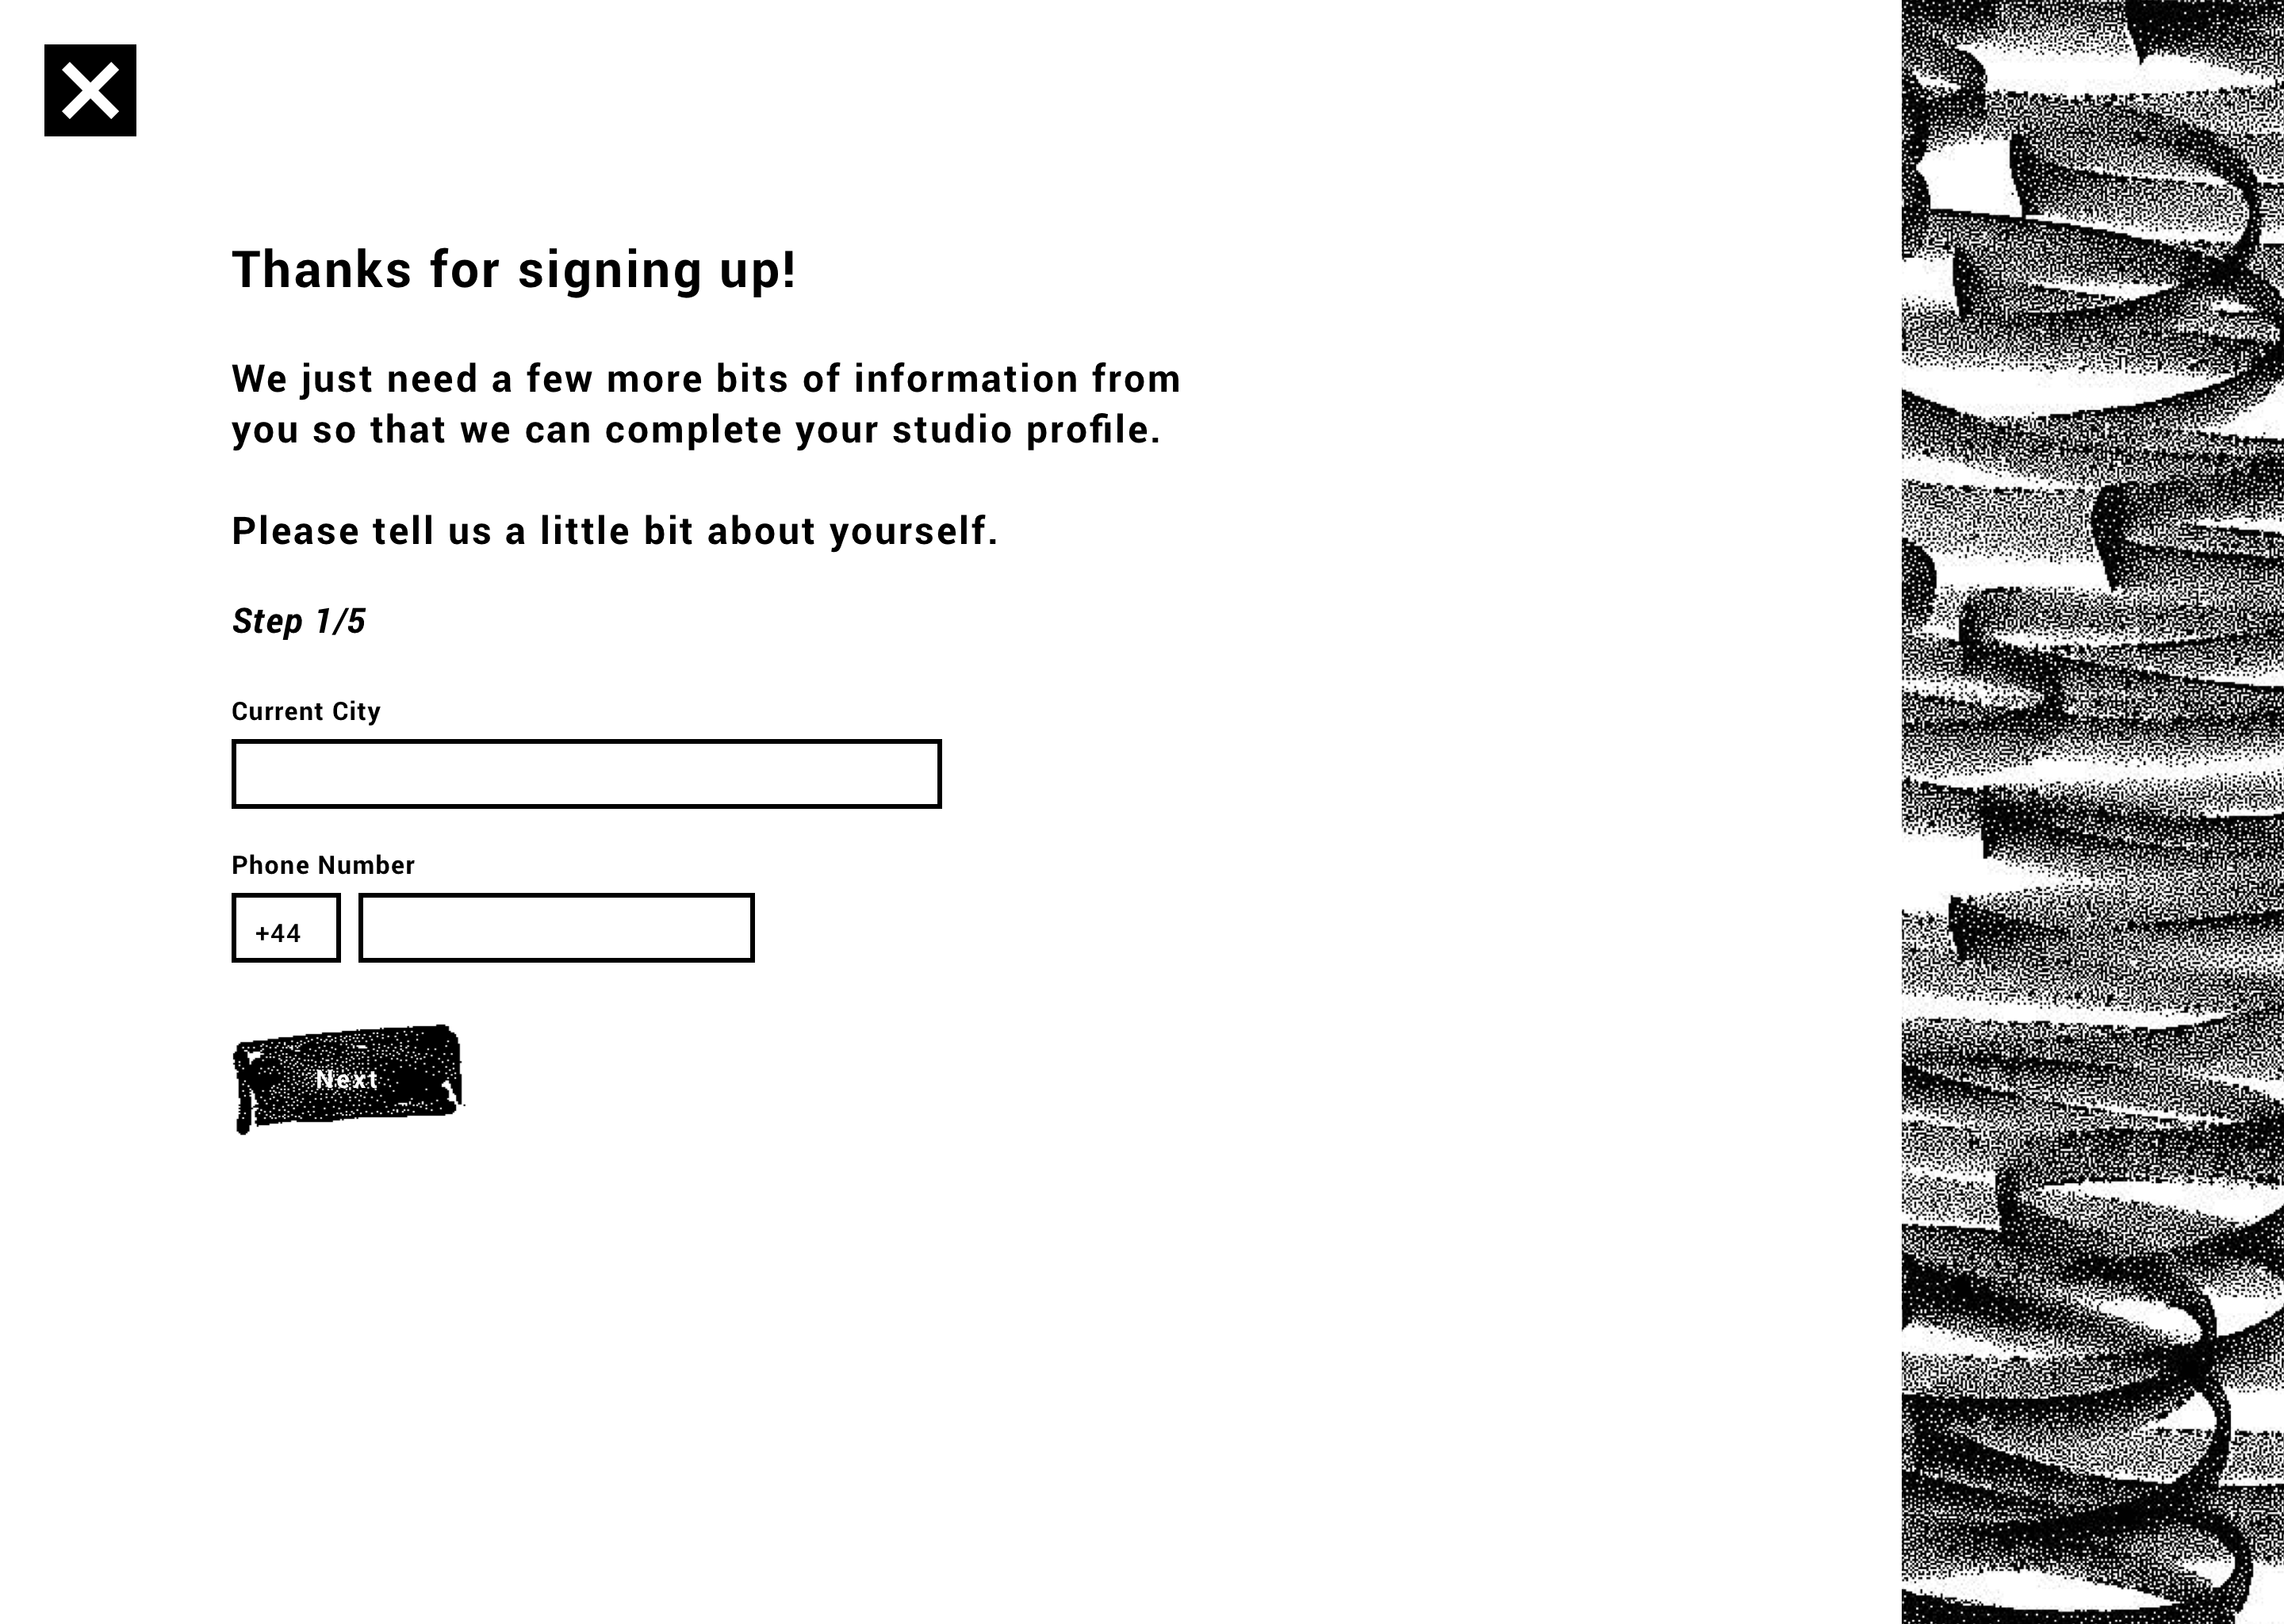 Thanks for signing up!
We just need a few more bits of information from
you so that we can complete your studio profile.
Please tell us a little bit about yourself.
Step 1/5
Current City
Phone Number
+44
Next